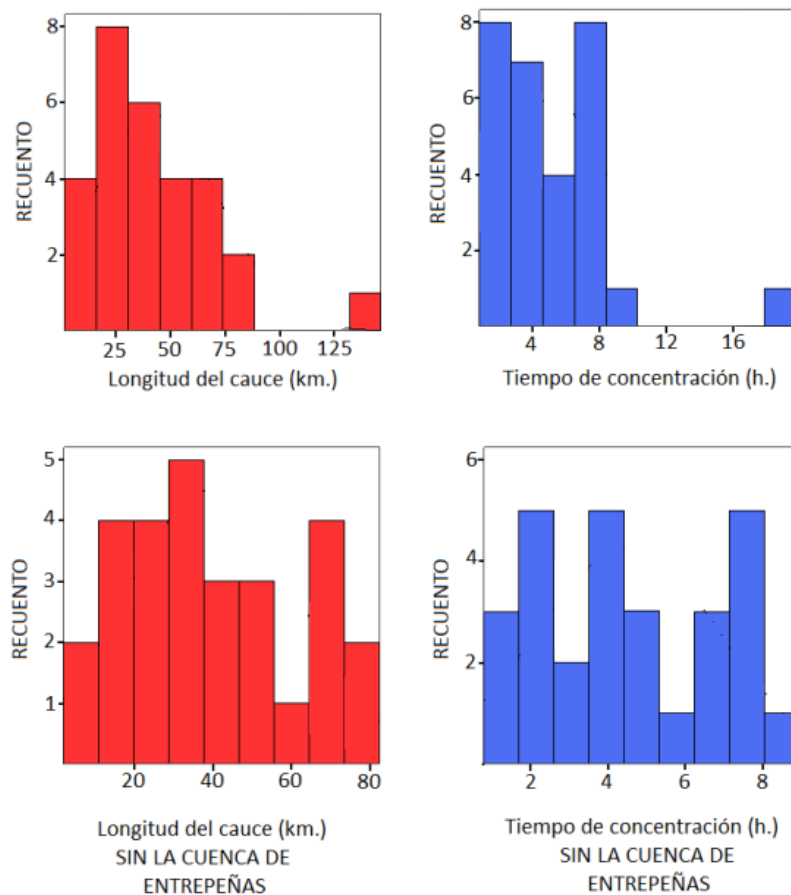 8
6
4
2
RECUENTO
25 50 75 100 125
Longitud del cauce (km.)
8
6
4
2
RECUENTO
4 8 12 16
Tiempo de concentración (h.)
5
4
3
2
1
RECUENTO
20 40 60 80
Longitud del cauce (km.)
SIN LA CUENCA DE
ENTREPEÑAS
6
4
2
RECUENTO
2 4 6 8
Tiempo de concentración (h.)
SIN LA CUENCA DE
ENTREPEÑAS